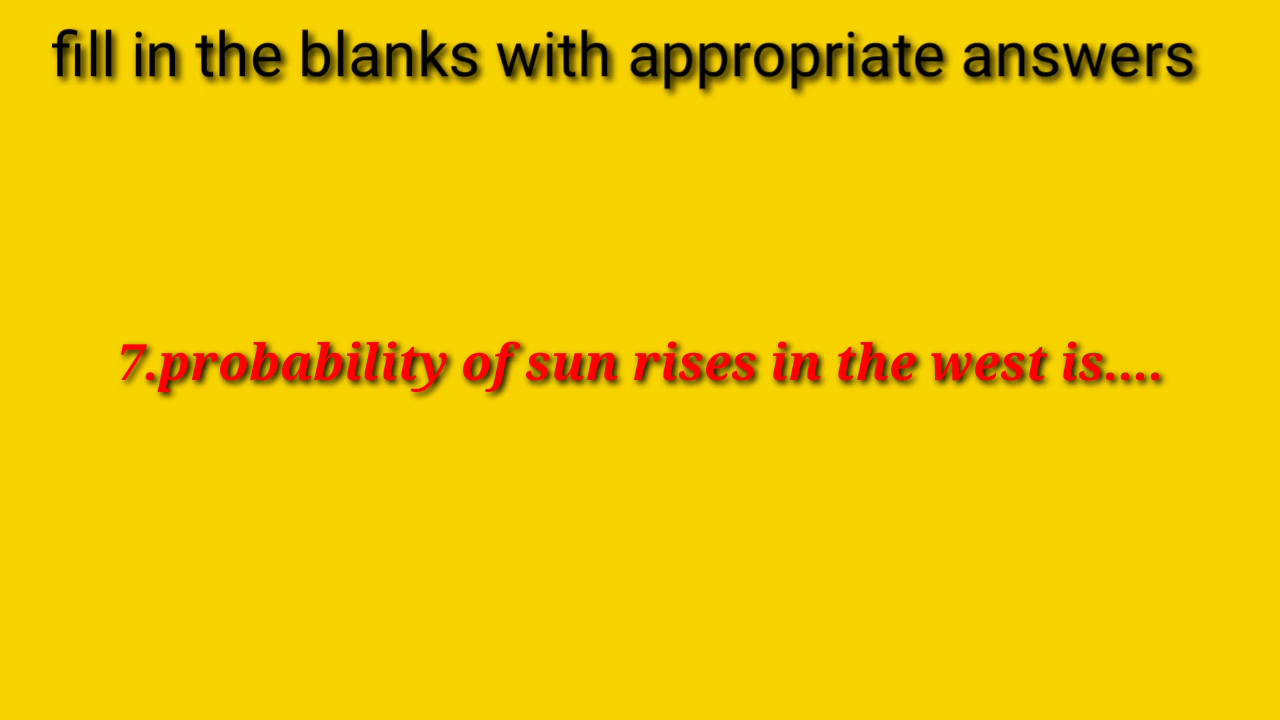 fill in the blanks with appropriate answers
7.probability of sun rises in the west is....